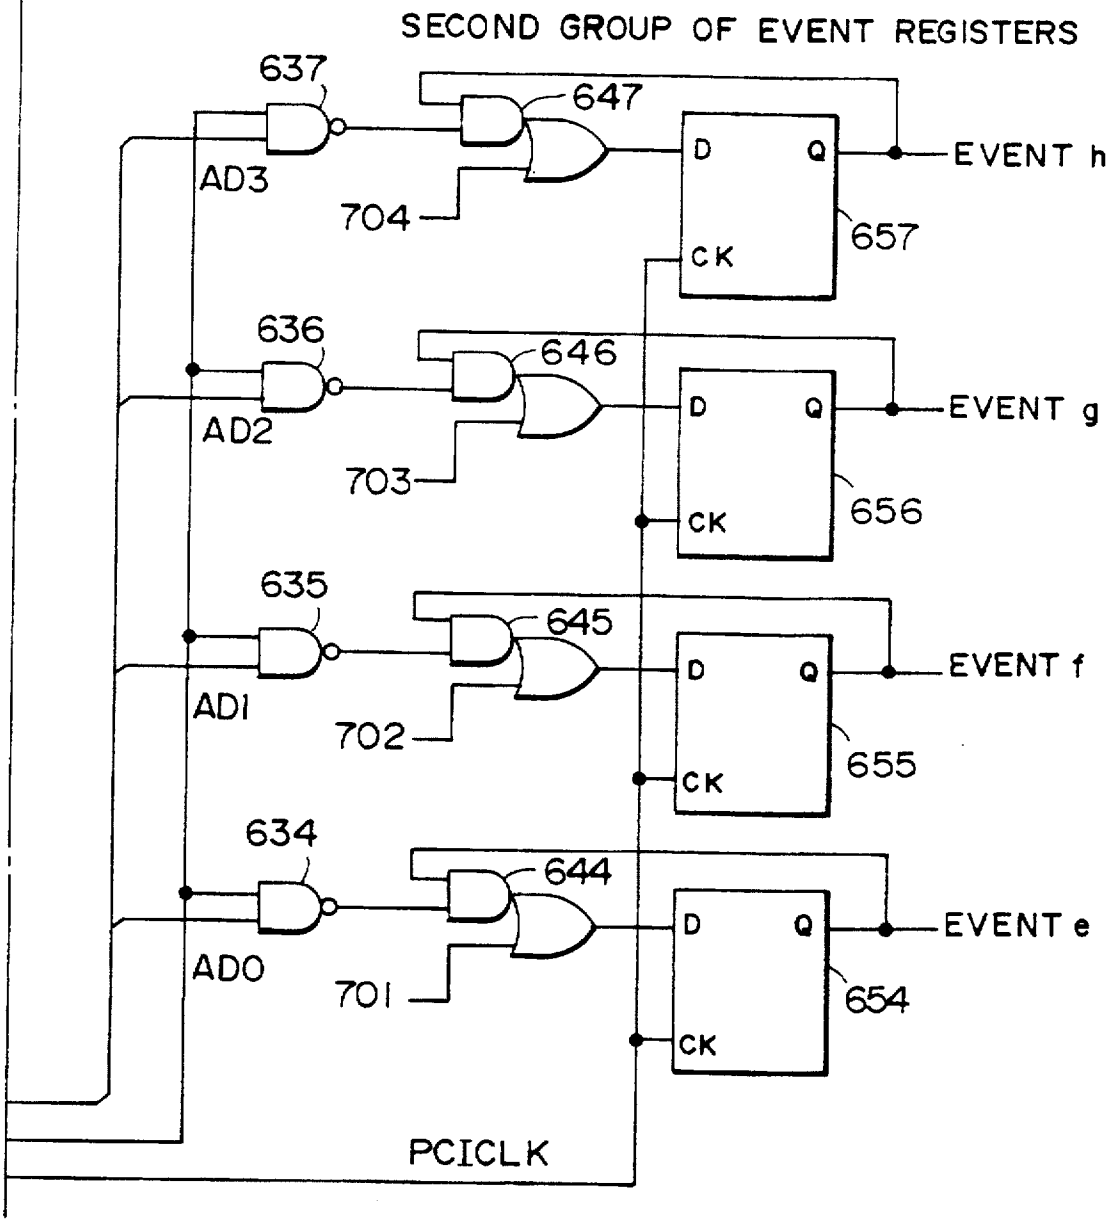 SECOND GROUP OF EVENT REGISTERS
637
647
D
Q
EVENT h
AD3
704
657
CK
636
646
D
Q
EVENT g
AD2
703
656
CK
635
645
D
Q
EVENT f
AD1
702
655
CK
634
644
D
Q
EVENT e
AD0
701
654
CK
PCICLK